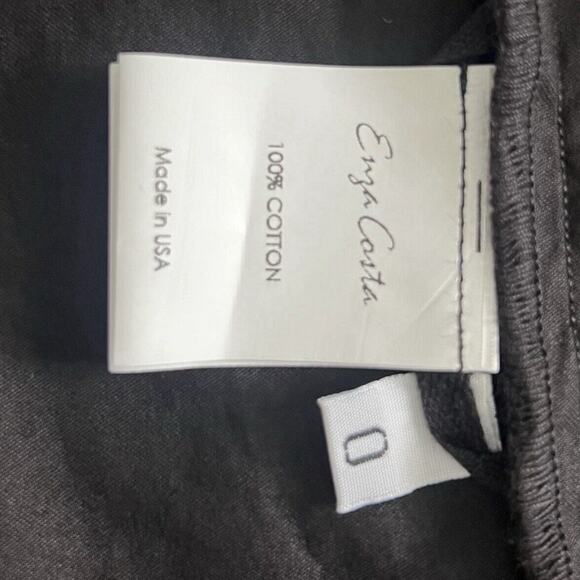 Enza Costa
100% COTTON
Made in USA
0